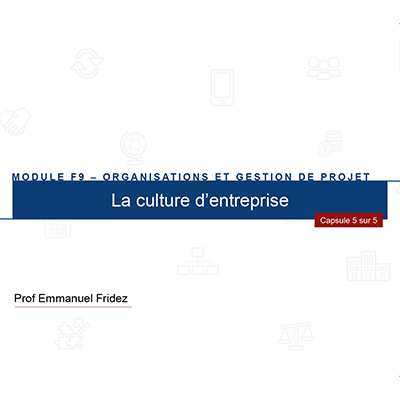 MODULE F9 – ORGANISATIONS ET GESTION DE PROJET
La culture d’entreprise
Capsule 5 sur 5
Prof Emmanuel Fridez